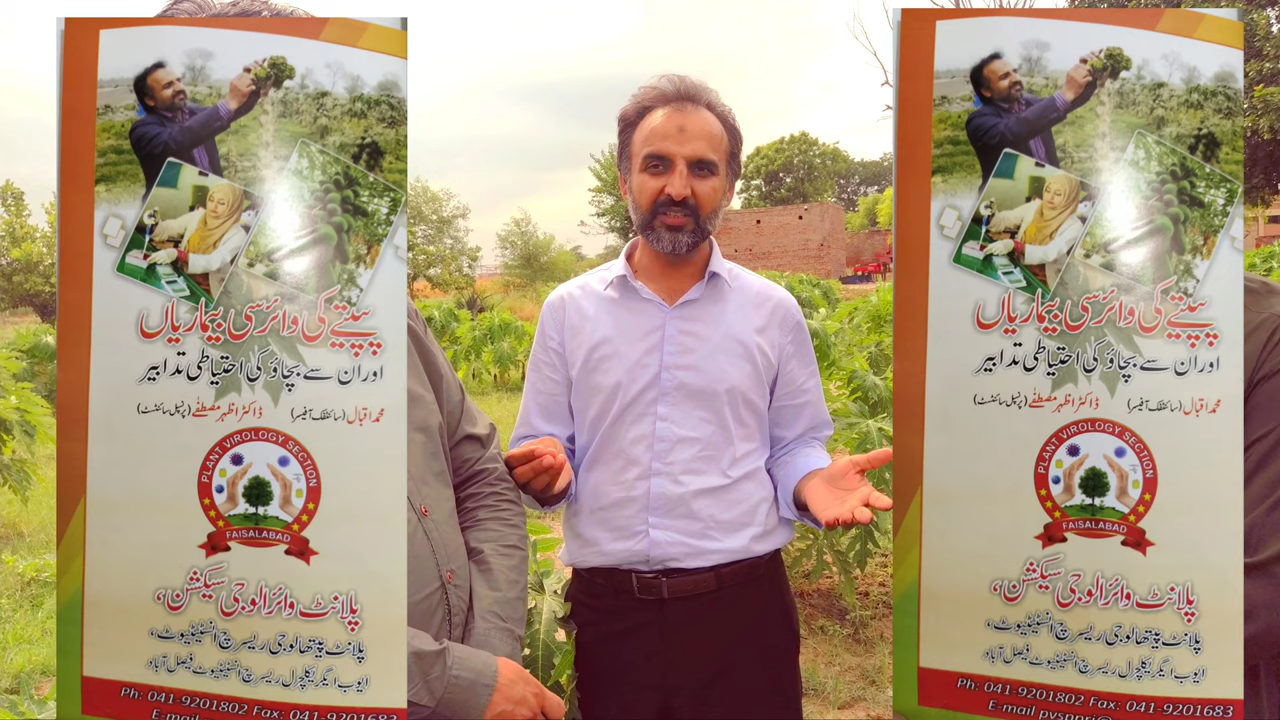 پپیتے کی وائرسی بیماریاں
اور ان سے بچاؤ کی احتیاطی تدابیر
محمد اقبال (سائنٹفک آفیسر) ڈاکٹر اظہر مصطفٰے (پرنسپل سائنٹسٹ)
PLANT VIROLOGY SECTION
FAISALABAD
پلانٹ وائرالوجی سیکشن،
پلانٹ پیتھالوجی ریسرچ انسٹیٹیوٹ،
ایوب ایگریکلچرل ریسرچ انسٹیٹیوٹ فیصل آباد
Ph: 041-9201802 Fax: 041-9201683
E-mail
پپیتے کی وائرسی بیماریاں
اور ان سے بچاؤ کی احتیاطی تدابیر
محمد اقبال (سائنٹفک آفیسر) ڈاکٹر اظہر مصطفٰے (پرنسپل سائنٹسٹ)
PLANT VIROLOGY SECTION
FAISALABAD
پلانٹ وائرالوجی سیکشن،
پلانٹ پیتھالوجی ریسرچ انسٹیٹیوٹ،
ایوب ایگریکلچرل ریسرچ انسٹیٹیوٹ فیصل آباد
Ph: 041-9201802 Fax: 041-9201683
E-mail pvsppri@